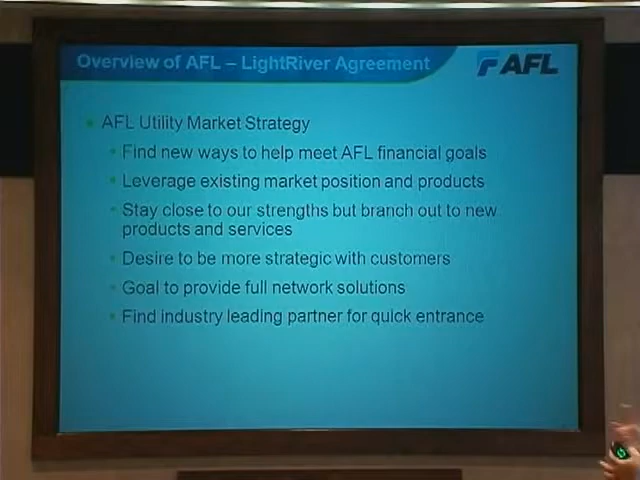 Overview of AFL – LightRiver Agreement
AFL
• AFL Utility Market Strategy
• Find new ways to help meet AFL financial goals
• Leverage existing market position and products
• Stay close to our strengths but branch out to new
products and services
• Desire to be more strategic with customers
• Goal to provide full network solutions
• Find industry leading partner for quick entrance